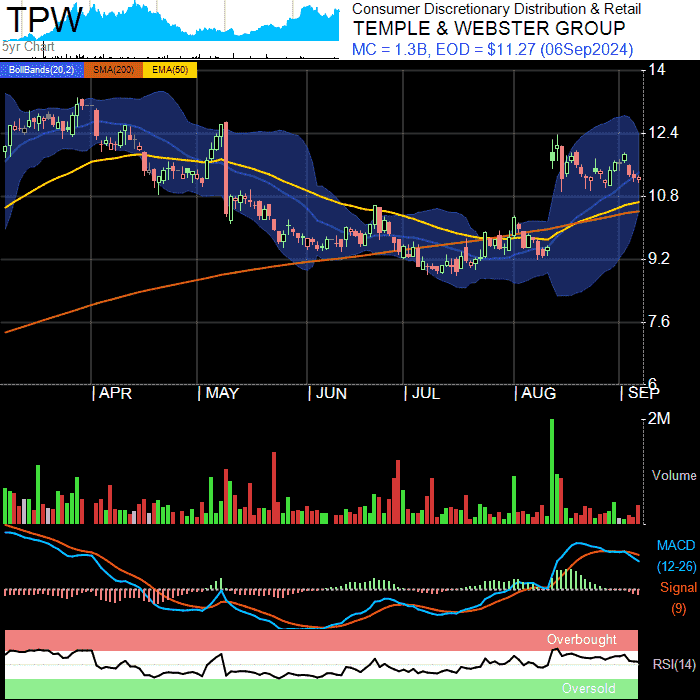 TPW
5yr Chart
Consumer Discretionary Distribution & Retail
TEMPLE & WEBSTER GROUP
MC = 1.3B, EOD = $11.27 (06Sep2024)
BollBands(20,2) SMA(200) EMA(50)
14
12.4
10.8
9.2
7.6
6
APR MAY JUN JUL AUG SEP
2M
Volume
MACD
(12-26)
Signal
(9)
Overbought
RSI(14)
Oversold